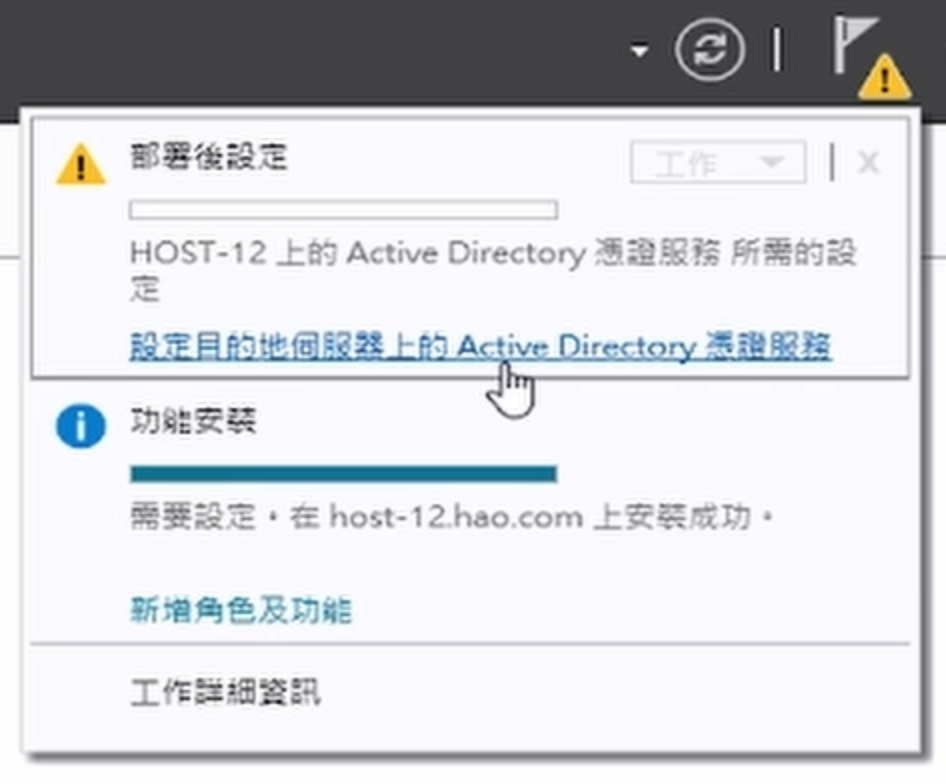 部署後設定
工作
X
HOST-12 上的 Active Directory 憑證服務 所需的設
定
設定目的地伺服器上的 Active Directory 憑證服務
功能安裝
需要設定。在 host-12.hao.com 上安裝成功。
新增角色及功能
工作詳細資訊